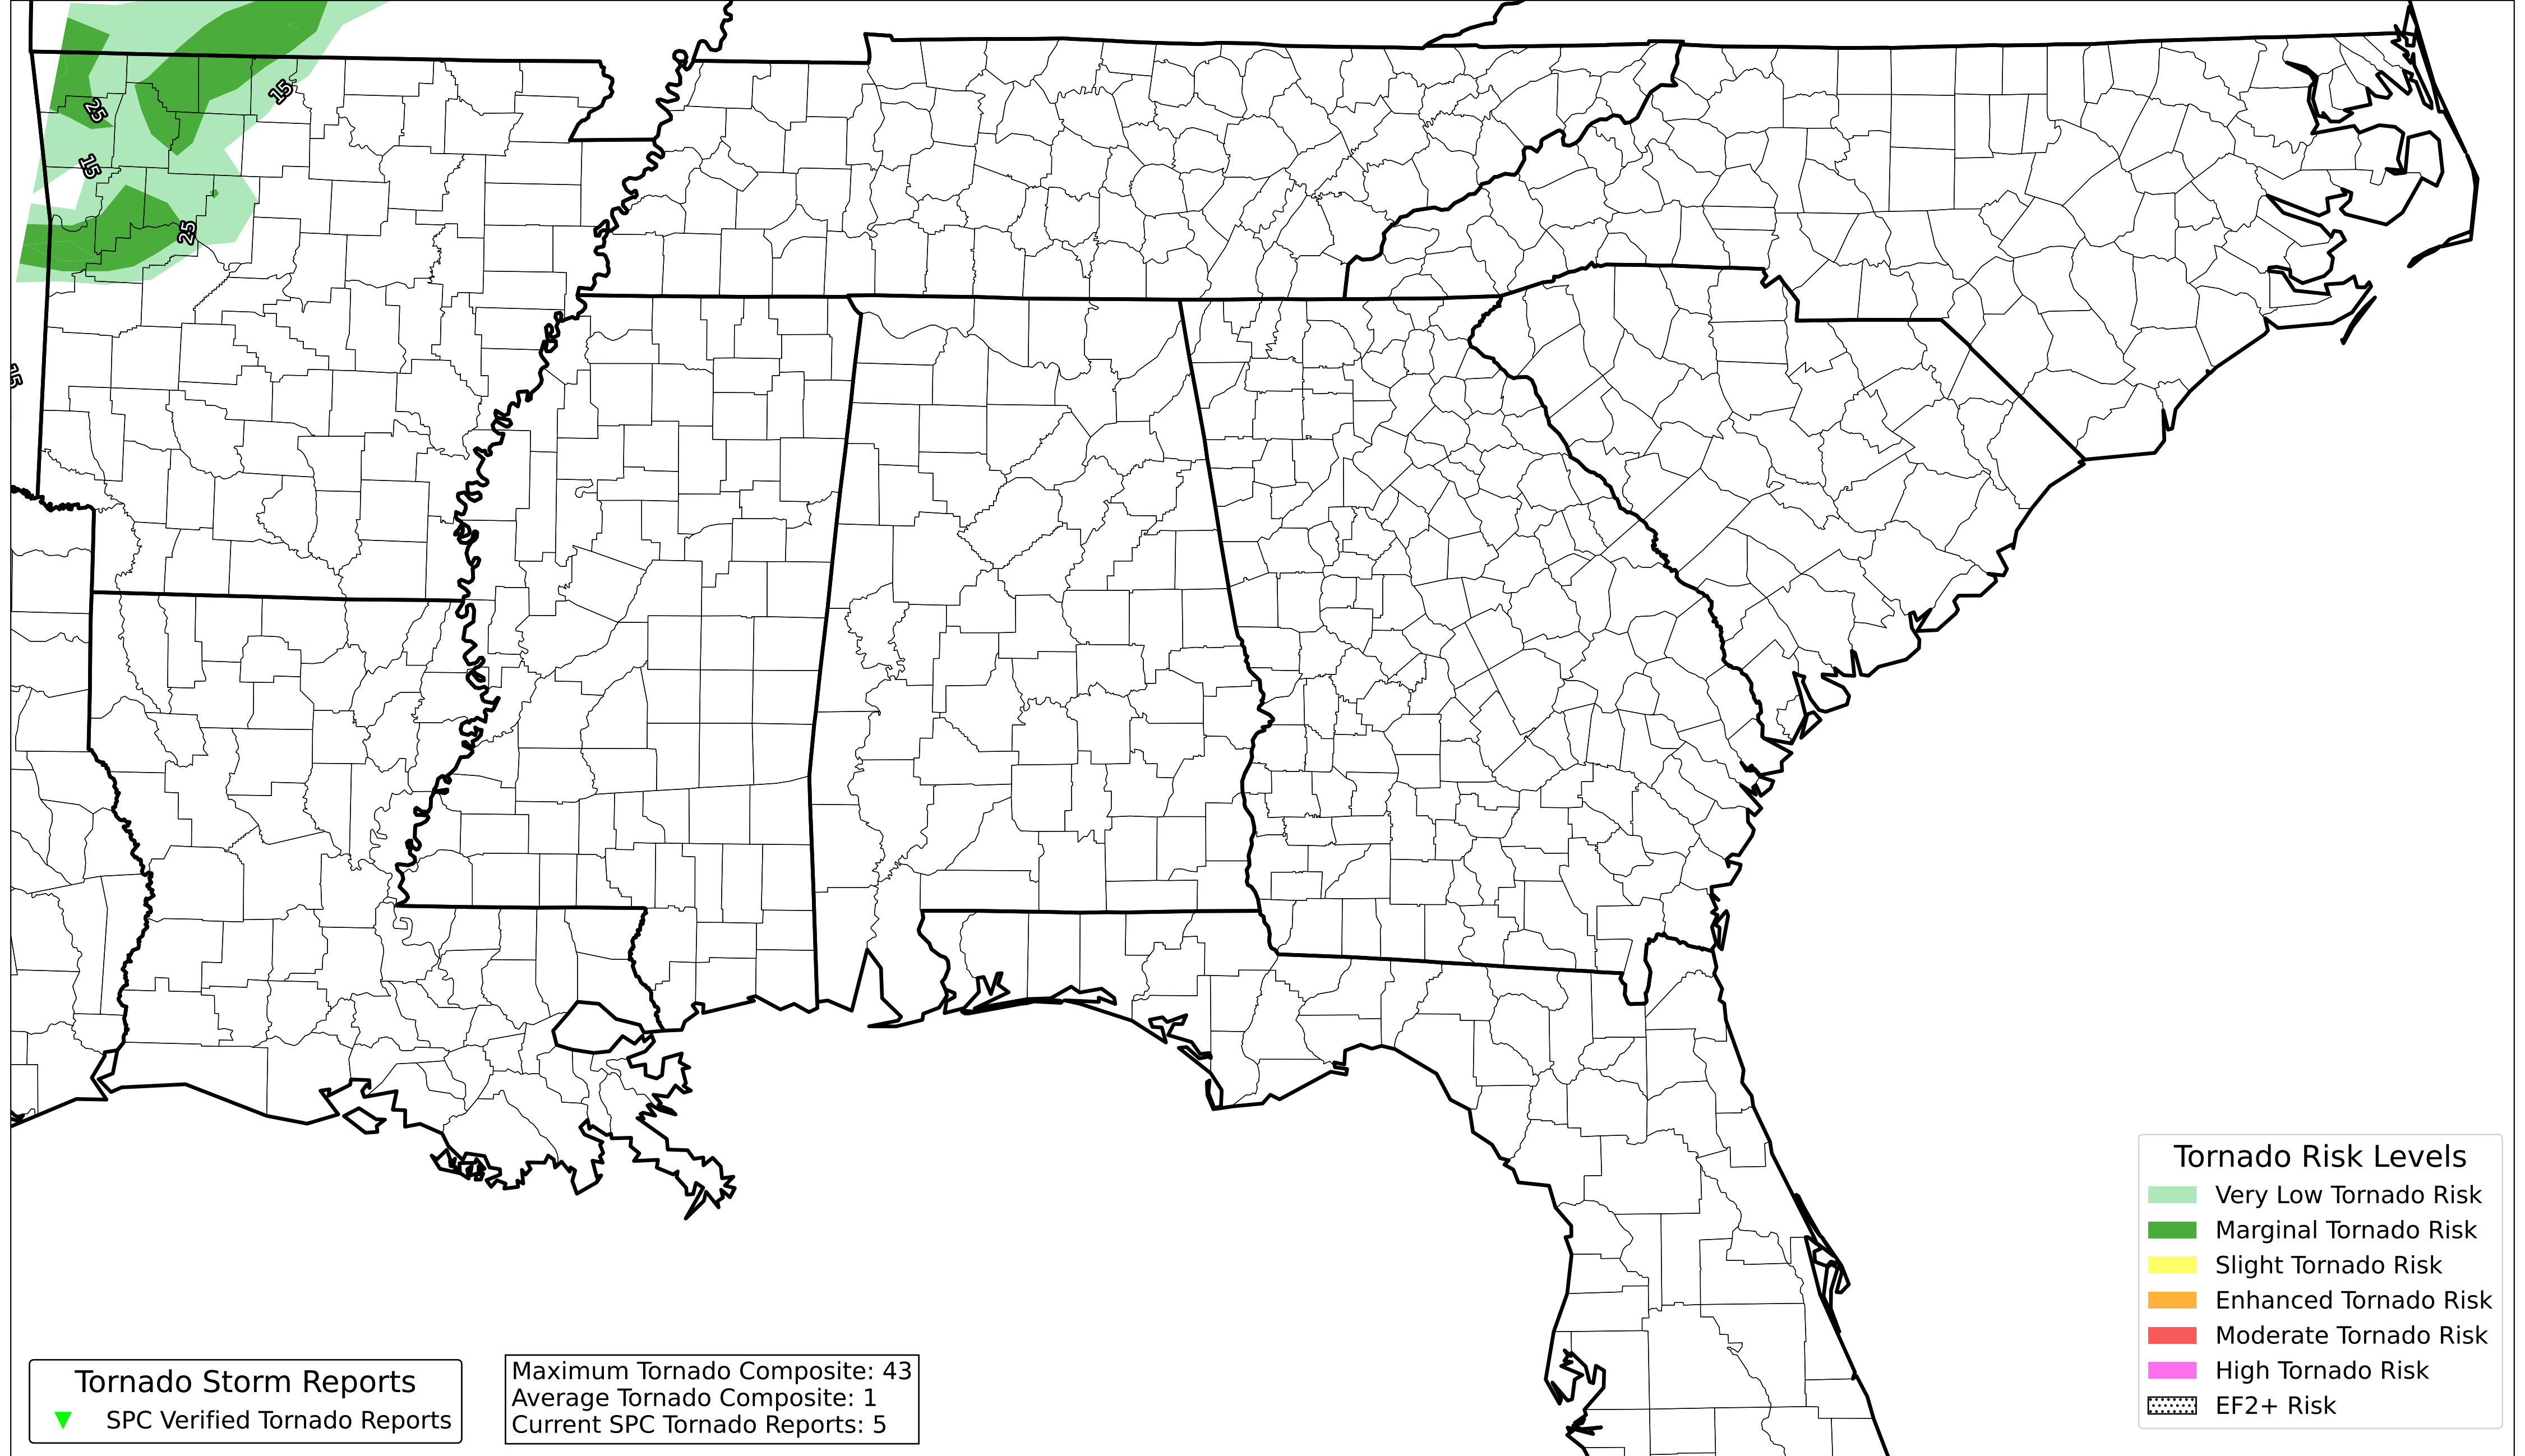 15
25
15
25
15
Tornado Risk Levels
Very Low Tornado Risk
Marginal Tornado Risk
Slight Tornado Risk
Enhanced Tornado Risk
Moderate Tornado Risk
High Tornado Risk
EF2+ Risk
Tornado Storm Reports
SPC Verified Tornado Reports
Maximum Tornado Composite: 43
Average Tornado Composite: 1
Current SPC Tornado Reports: 5